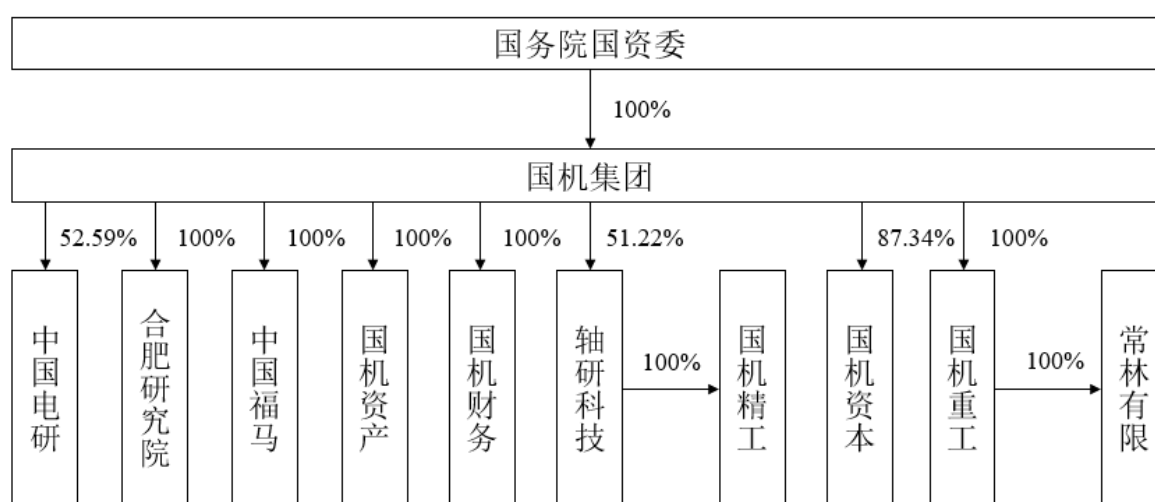 国务院国资委
100%
国机集团
52.59%
100%
100%
100%
100%
51.22%
87.34%
100%
中国电研
合肥研究院
中国福马
国机资产
国机财务
轴研科技
100%
国机精工
国机资本
国机重工
100%
常林有限